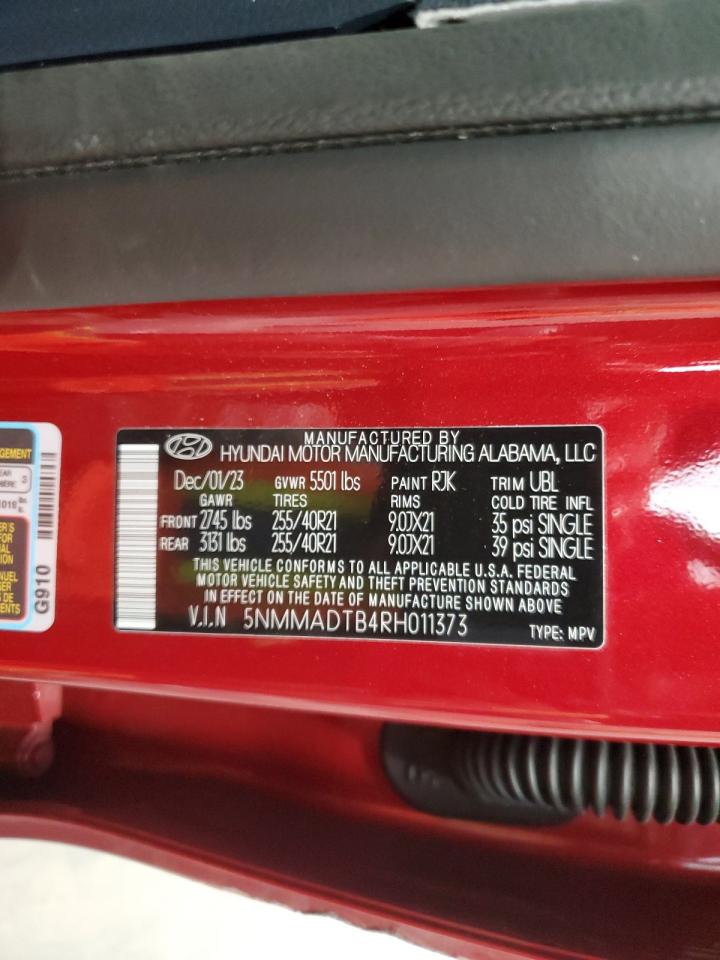 MANUFACTURED BY
HYUNDAI MOTOR MANUFACTURING ALABAMA, LLC
Dec/01/23 GVWR 5501 lbs PAINT RJK TRIM UBL
GAWR TIRES RIMS COLD TIRE INFL
FRONT 2745 lbs 255/40R21 9.0JX21 35 psi SINGLE
REAR 3131 lbs 255/40R21 9.0JX21 39 psi SINGLE
THIS VEHICLE CONFORMS TO ALL APPLICABLE U.S.A. FEDERAL
MOTOR VEHICLE SAFETY AND THEFT PREVENTION STANDARDS
IN EFFECT ON THE DATE OF MANUFACTURE SHOWN ABOVE
V.I.N 5NMMADTB4RH011373
TYPE: MPV
G910